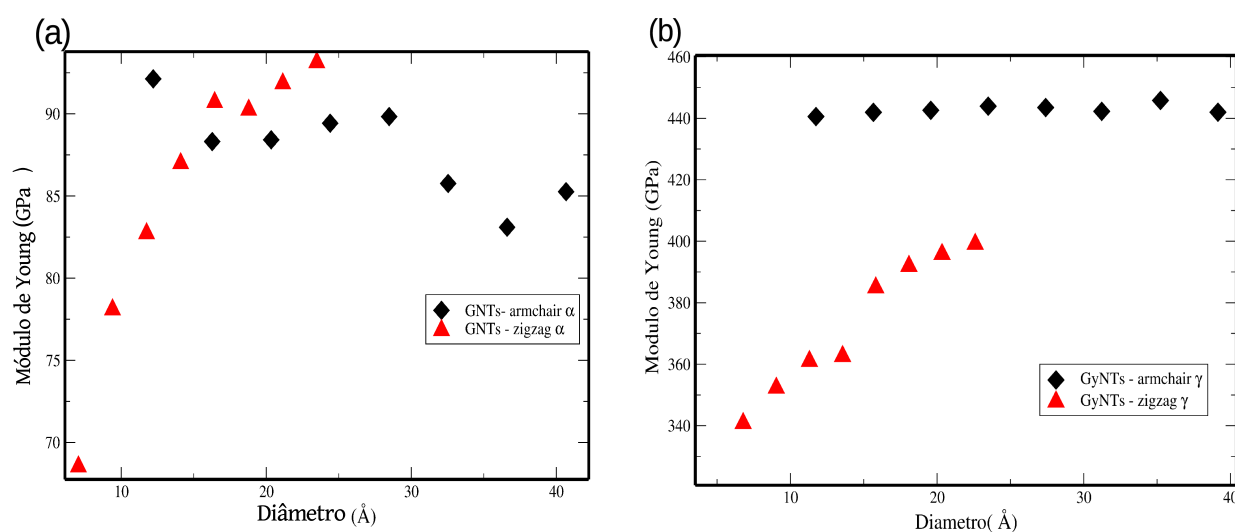 (a)
90
85
80
75
70
10
20
30
40
Módulo de Young (GPa )
Diâmetro (Å)
GNTs- armchair α
GNTs - zigzag α
(b)
460
440
420
400
380
360
340
10
20
30
40
Modulo de Young (GPa)
Diametro( Å)
GyNTs - armchair γ
GyNTs - zigzag γ